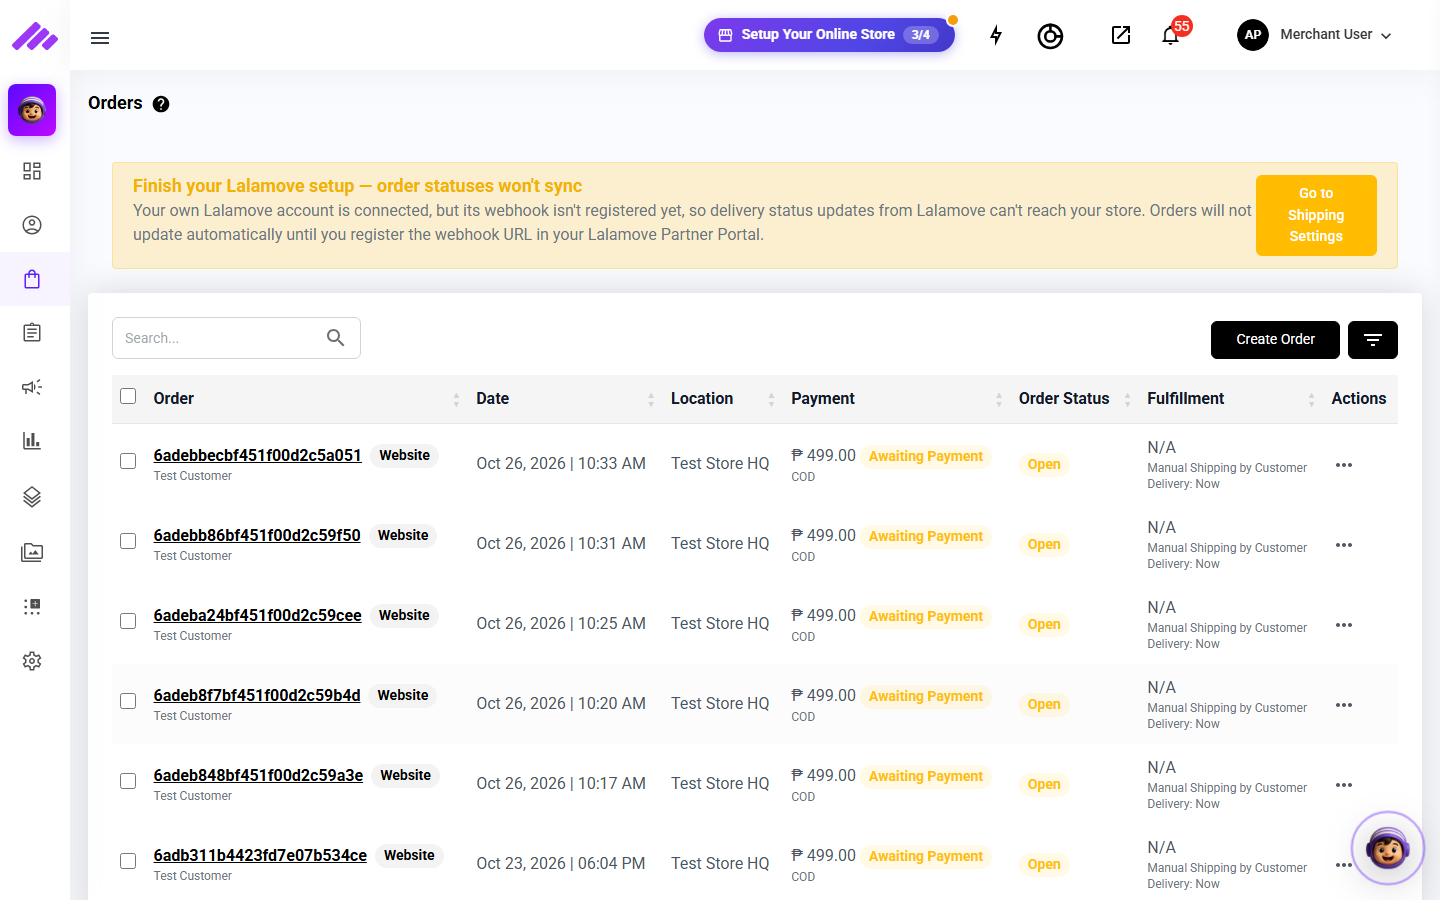 Setup Your Online Store 3/4
55
AP
Merchant User
Orders ?
Finish your Lalamove setup — order statuses won't sync
Your own Lalamove account is connected, but its webhook isn't registered yet, so delivery status updates from Lalamove can't reach your store. Orders will not
update automatically until you register the webhook URL in your Lalamove Partner Portal.
Go to
Shipping
Settings
Search...
Create Order
Order Date Location Payment Order Status Fulfillment Actions
6adebbecbf451f00d2c5a051 Website
Test Customer
Oct 26, 2026 | 10:33 AM
Test Store HQ
₱ 499.00 Awaiting Payment
COD
Open
N/A
Manual Shipping by Customer
Delivery: Now
6adebb86bf451f00d2c59f50 Website
Test Customer
Oct 26, 2026 | 10:31 AM
Test Store HQ
₱ 499.00 Awaiting Payment
COD
Open
N/A
Manual Shipping by Customer
Delivery: Now
6adeba24bf451f00d2c59cee Website
Test Customer
Oct 26, 2026 | 10:25 AM
Test Store HQ
₱ 499.00 Awaiting Payment
COD
Open
N/A
Manual Shipping by Customer
Delivery: Now
6adeb8f7bf451f00d2c59b4d Website
Test Customer
Oct 26, 2026 | 10:20 AM
Test Store HQ
₱ 499.00 Awaiting Payment
COD
Open
N/A
Manual Shipping by Customer
Delivery: Now
6adeb848bf451f00d2c59a3e Website
Test Customer
Oct 26, 2026 | 10:17 AM
Test Store HQ
₱ 499.00 Awaiting Payment
COD
Open
N/A
Manual Shipping by Customer
Delivery: Now
6adb311b4423fd7e07b534ce Website
Test Customer
Oct 23, 2026 | 06:04 PM
Test Store HQ
₱ 499.00 Awaiting Payment
COD
Open
N/A
Manual Shipping by Customer
Delivery: Now